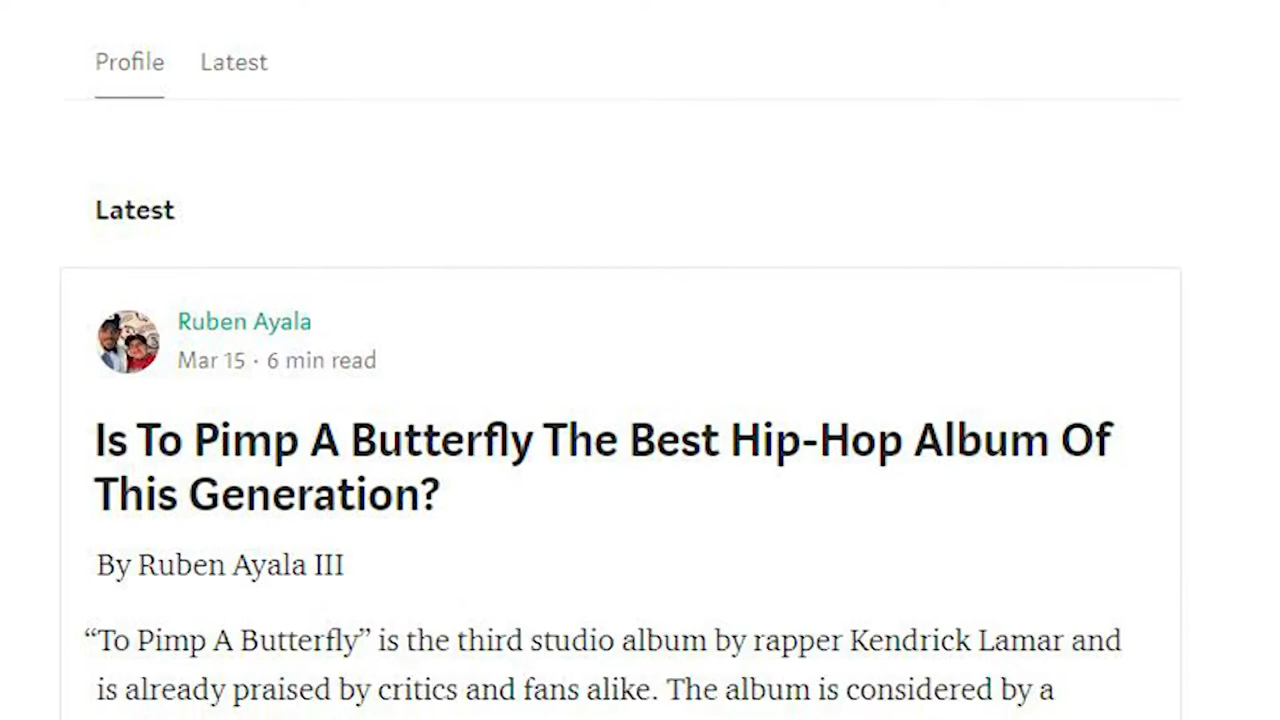 Profile Latest
Latest
Ruben Ayala
Mar 15 · 6 min read
Is To Pimp A Butterfly The Best Hip-Hop Album Of
This Generation?
By Ruben Ayala III
“To Pimp A Butterfly” is the third studio album by rapper Kendrick Lamar and
is already praised by critics and fans alike. The album is considered by a